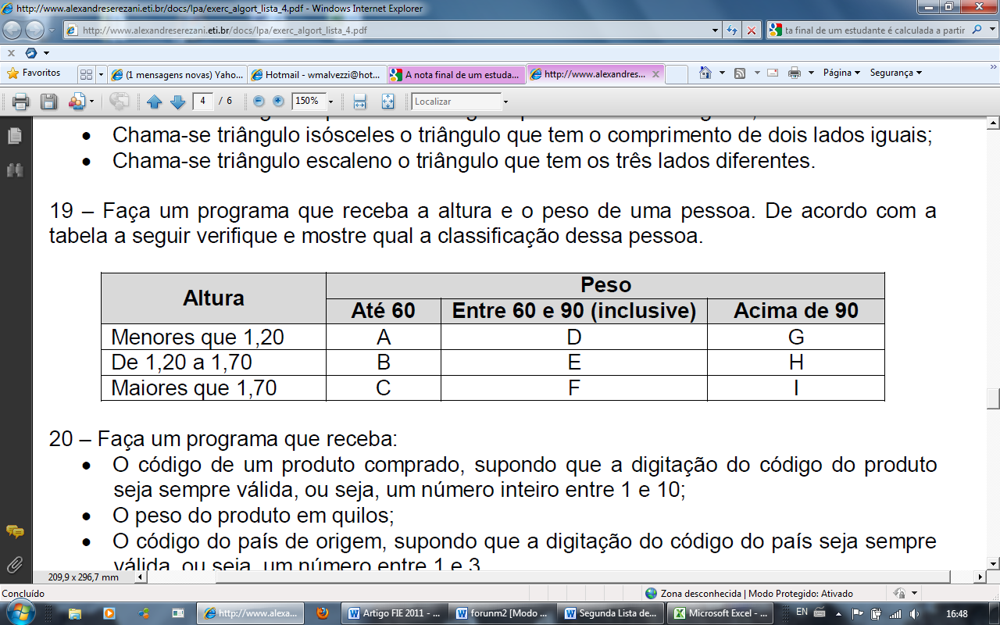 http://www.alexandreserezani.eti.br/docs/lpa/exerc_algort_lista_4.pdf - Windows Internet Explorer
http://www.alexandreserezani.eti.br/docs/lpa/exerc_algort_lista_4.pdf
ta final de um estudante é calculada a partir
x
Favoritos
(1 mensagens novas) Yaho...
Hotmail - wmalvezzi@hot...
A nota final de um estuda...
http://www.alexandres...
Página
Segurança
»
4 / 6
150%
Localizar
• Chama-se triângulo isósceles o triângulo que tem o comprimento de dois lados iguais;
• Chama-se triângulo escaleno o triângulo que tem os três lados diferentes.
19 – Faça um programa que receba a altura e o peso de uma pessoa. De acordo com a
tabela a seguir verifique e mostre qual a classificação dessa pessoa.
Altura
Peso
Até 60 Entre 60 e 90 (inclusive) Acima de 90
Menores que 1,20 A D G
De 1,20 a 1,70 B E H
Maiores que 1,70 C F I
20 – Faça um programa que receba:
• O código de um produto comprado, supondo que a digitação do código do produto
seja sempre válida, ou seja, um número inteiro entre 1 e 10;
• O peso do produto em quilos;
• O código do país de origem, supondo que a digitação do código do país seja sempre
válida, ou seja, um número entre 1 e 3
209,9 x 296,7 mm
Concluído
Zona desconhecida | Modo Protegido: Ativado
http://www.alexa...
Artigo FIE 2011 - ...
forunm2 [Modo ...
Segunda Lista de...
Microsoft Excel - ...
EN
16:48